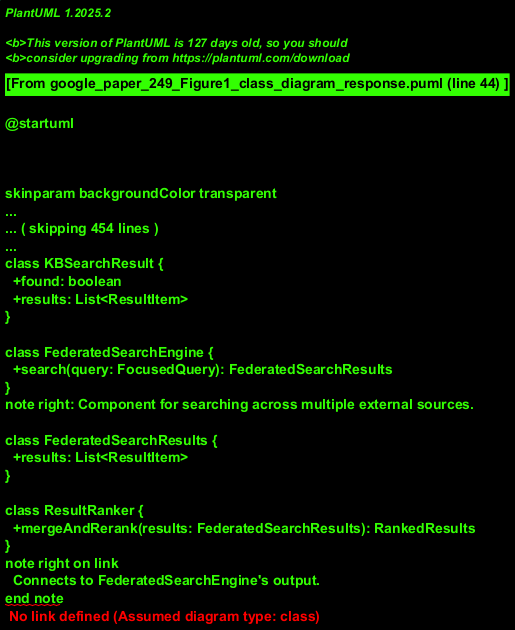 PlantUML 1.2025.2
<b>This version of PlantUML is 127 days old, so you should
<b>consider upgrading from https://plantuml.com/download
[From google_paper_249_Figure1_class_diagram_response.puml (line 44) ]
@startuml
skinparam backgroundColor transparent
...
... ( skipping 454 lines )
...
class KBSearchResult {
+found: boolean
+results: List<ResultItem>
}
class FederatedSearchEngine {
+search(query: FocusedQuery): FederatedSearchResults
}
note right: Component for searching across multiple external sources.
class FederatedSearchResults {
+results: List<ResultItem>
}
class ResultRanker {
+mergeAndRerank(results: FederatedSearchResults): RankedResults
}
note right on link
Connects to FederatedSearchEngine's output.
end note
No link defined (Assumed diagram type: class)